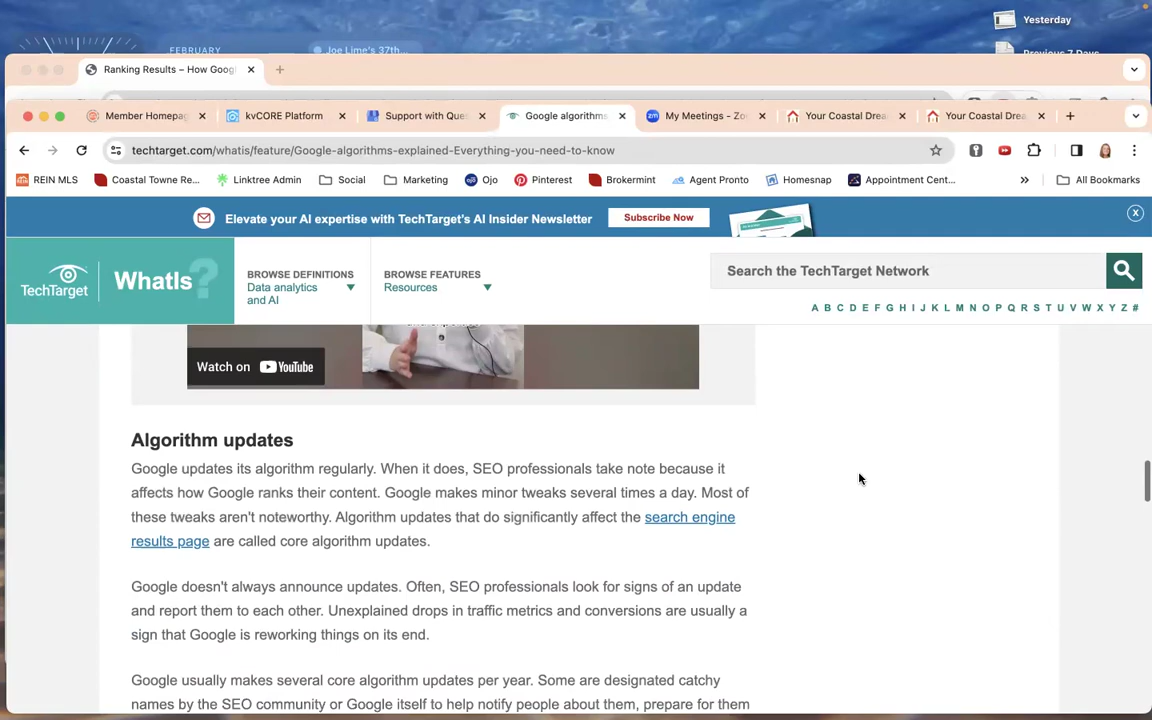 Yesterday
FEBRUARY
Joe Lime's 37th...
Previous 7 Days
Ranking Results – How Googl
Member Homepag
kvCORE Platform
Support with Ques
Google algorithms
My Meetings - Zo
Your Coastal Drea
Your Coastal Drea
techtarget.com/whatis/feature/Google-algorithms-explained-Everything-you-need-to-know
REIN MLS
Coastal Towne Re...
Linktree Admin
Social
Marketing
Ojo
Pinterest
Brokermint
Agent Pronto
Homesnap
Appointment Cent...
»
All Bookmarks
Elevate your AI expertise with TechTarget's AI Insider Newsletter
Subscribe Now
X
TechTarget
WhatIs?
BROWSE DEFINITIONS
Data analytics
and AI
BROWSE FEATURES
Resources
Search the TechTarget Network
A B C D E F G H I J K L M N O P Q R S T U V W X Y Z #
Watch on YouTube
Algorithm updates
Google updates its algorithm regularly. When it does, SEO professionals take note because it
affects how Google ranks their content. Google makes minor tweaks several times a day. Most of
these tweaks aren't noteworthy. Algorithm updates that do significantly affect the search engine
results page are called core algorithm updates.
Google doesn't always announce updates. Often, SEO professionals look for signs of an update
and report them to each other. Unexplained drops in traffic metrics and conversions are usually a
sign that Google is reworking things on its end.
Google usually makes several core algorithm updates per year. Some are designated catchy
names by the SEO community or Google itself to help notify people about them, prepare for them